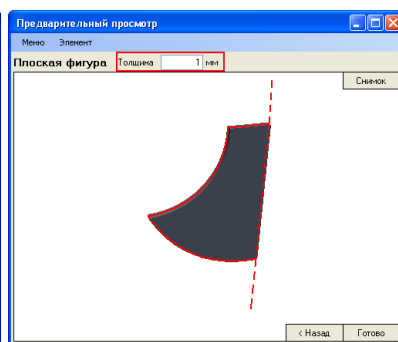 Предварительный просмотр
Меню Элемент
Плоская фигура Толщина 1 мм
Снимок
< Назад Готово